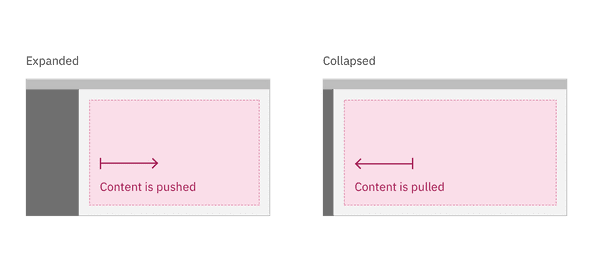 Expanded
Collapsed
Content is pushed
Content is pulled